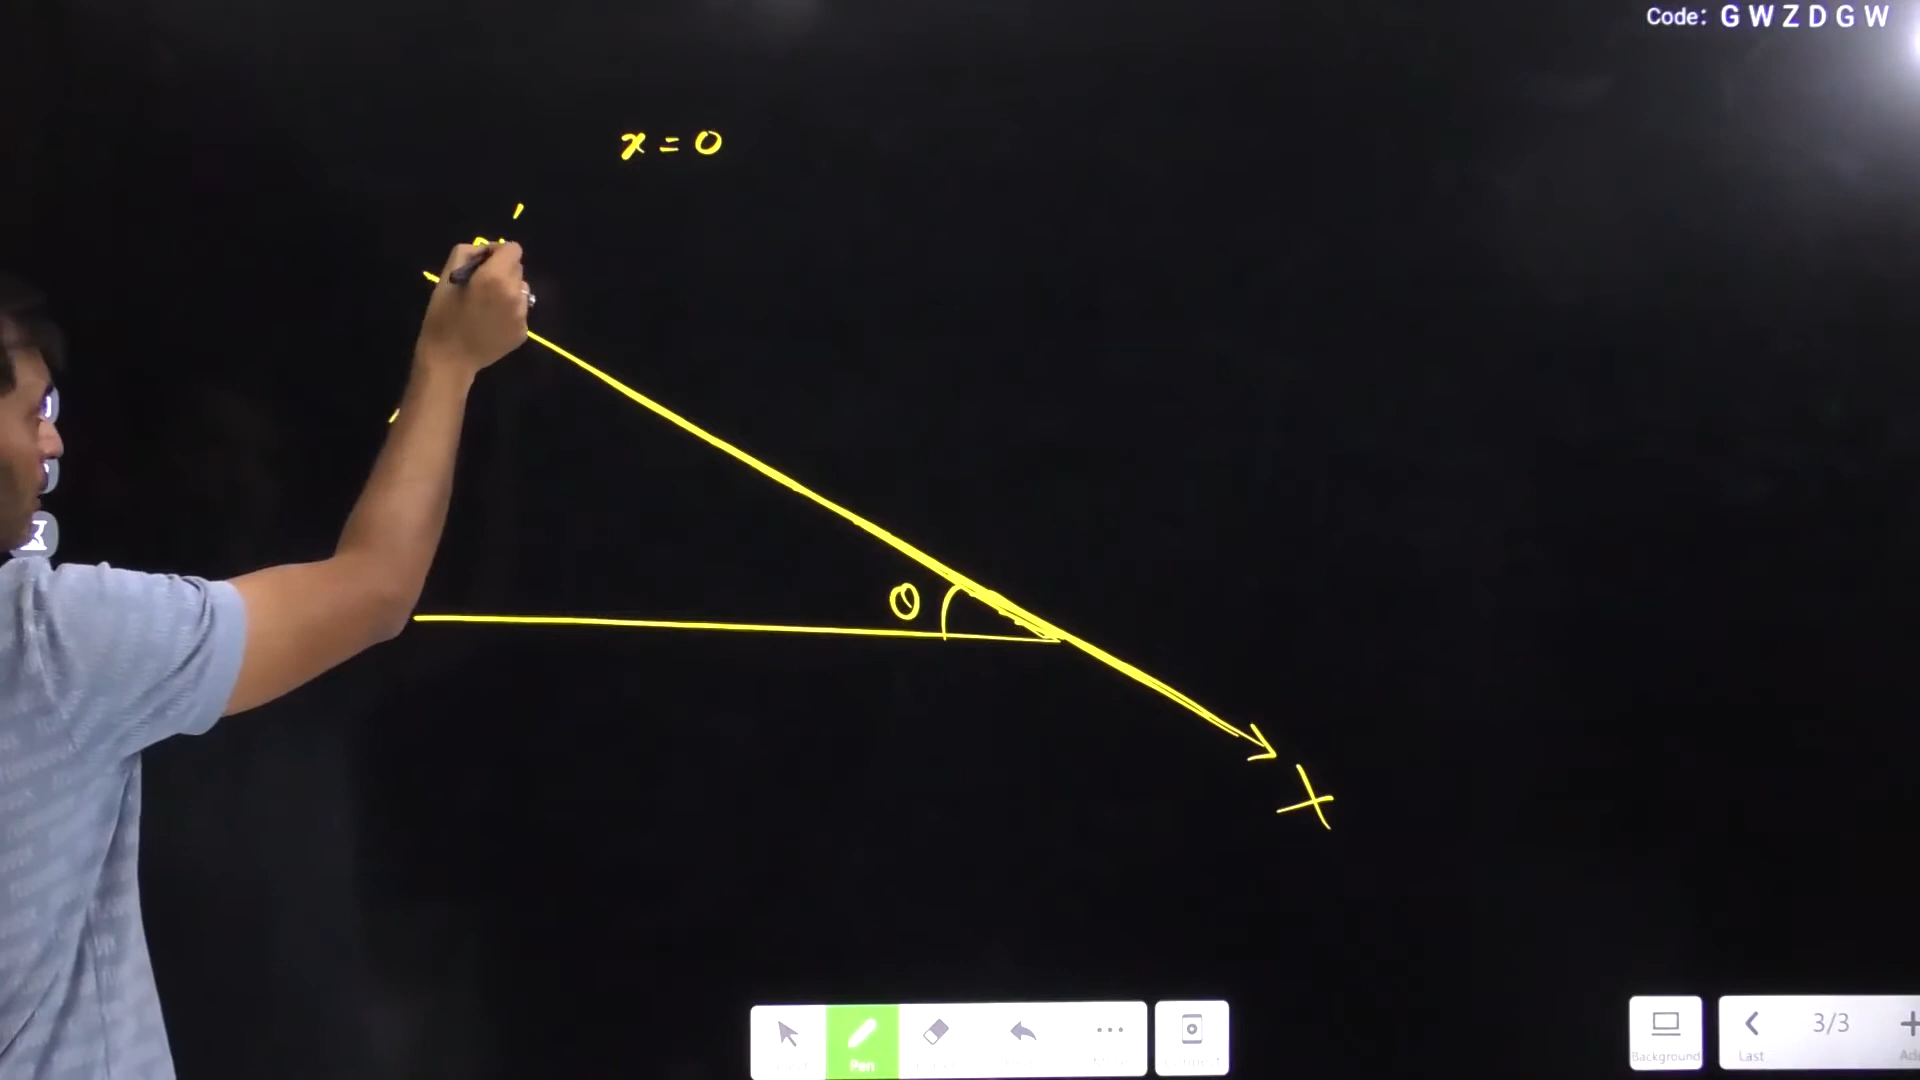 Code: G W Z D G W
x = 0
θ
X
Pen
Background
3/3
Last